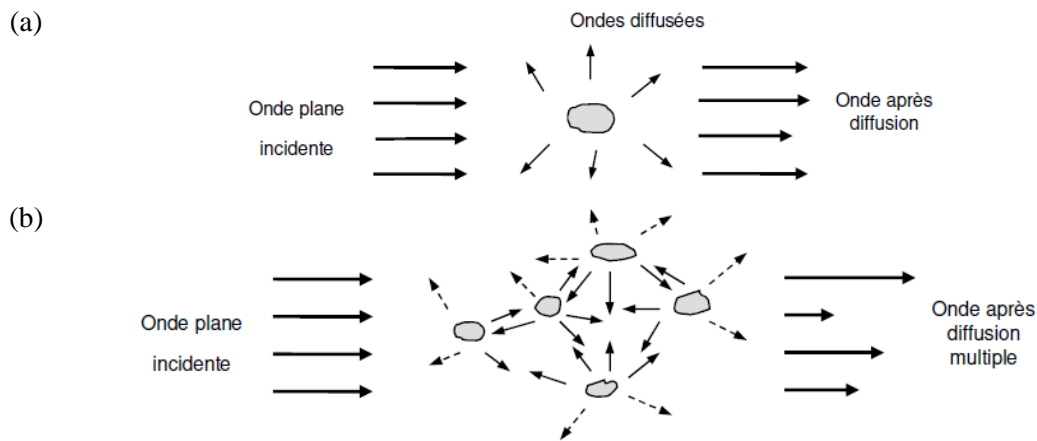 (a)
Ondes diffusées
Onde plane
incidente
Onde après
diffusion
(b)
Onde plane
incidente
Onde après
diffusion
multiple